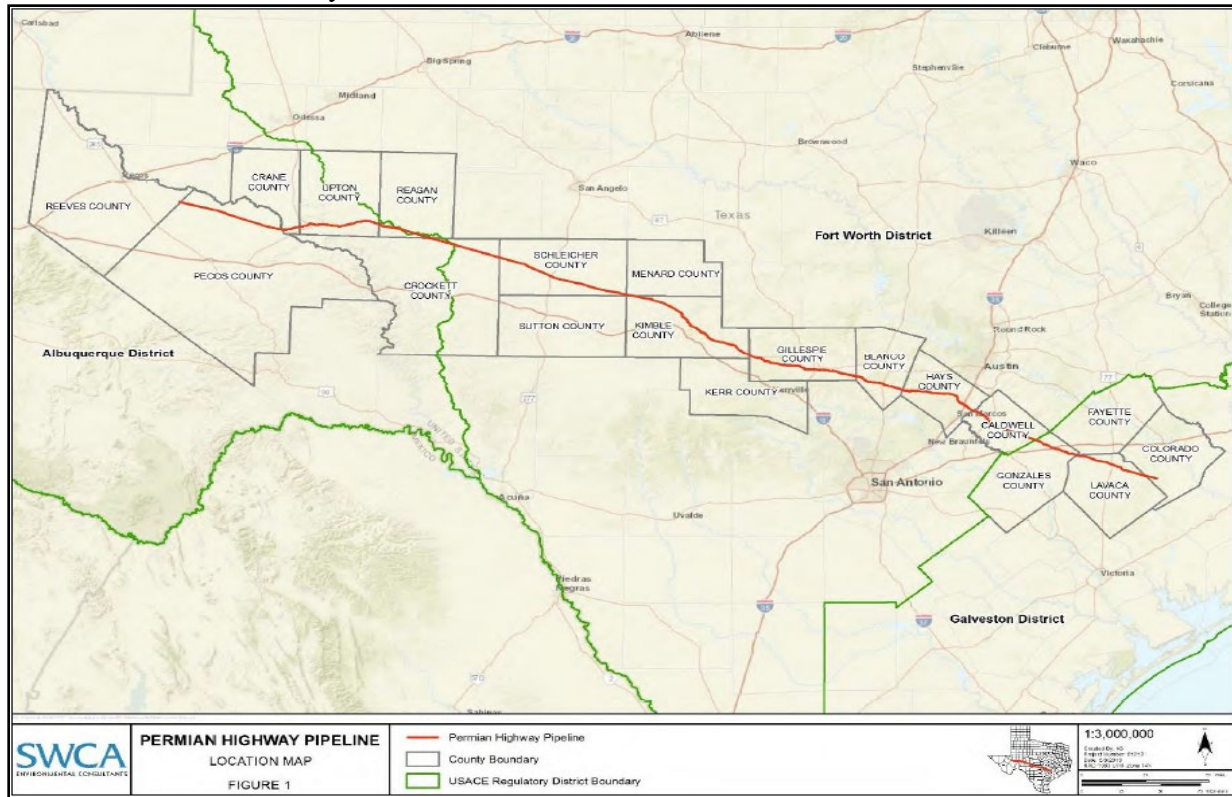 Carlsbad
Abilene
Cleburne
Waxahachie
Big Spring
Stephenville
Corsicana
Midland
Odessa
Brownwood
Waco
San Angelo
CRANE
COUNTY
UPTON
COUNTY
REAGAN
COUNTY
REEVES COUNTY
Texas
Fort Worth District
Killeen
SCHLEICHER
COUNTY
MENARD COUNTY
PECOS COUNTY
CROCKETT
COUNTY
Bryan
College
Station
SUTTON COUNTY
KIMBLE
COUNTY
Round Rock
Albuquerque District
GILLESPIE
COUNTY
BLANCO
COUNTY
HAYS
COUNTY
Austin
KERR COUNTY
FAYETTE
COUNTY
San Marcos
CALDWELL
COUNTY
New Braunfels
COLORADO
COUNTY
UNITED S
MEXICO
San Antonio
GONZALES
COUNTY
LAVACA
COUNTY
Acuña
Uvalde
Victoria
Piedras
Negras
Galveston District
SWCA
ENVIRONMENTAL CONSULTANTS
PERMIAN HIGHWAY PIPELINE
LOCATION MAP
FIGURE 1
Permian Highway Pipeline
County Boundary
USACE Regulatory District Boundary
1:3,000,000